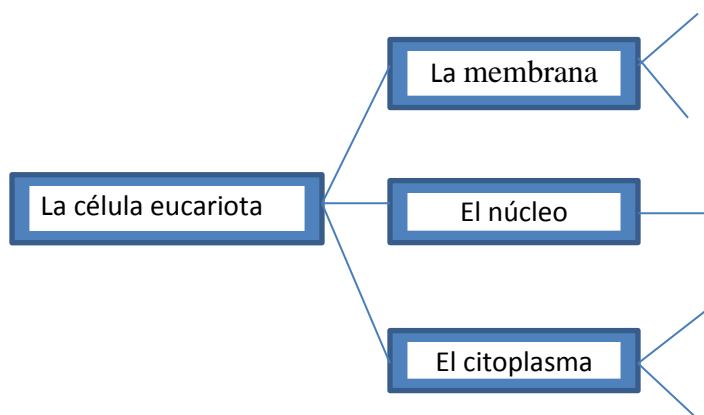 La membrana
La célula eucariota
El núcleo
El citoplasma